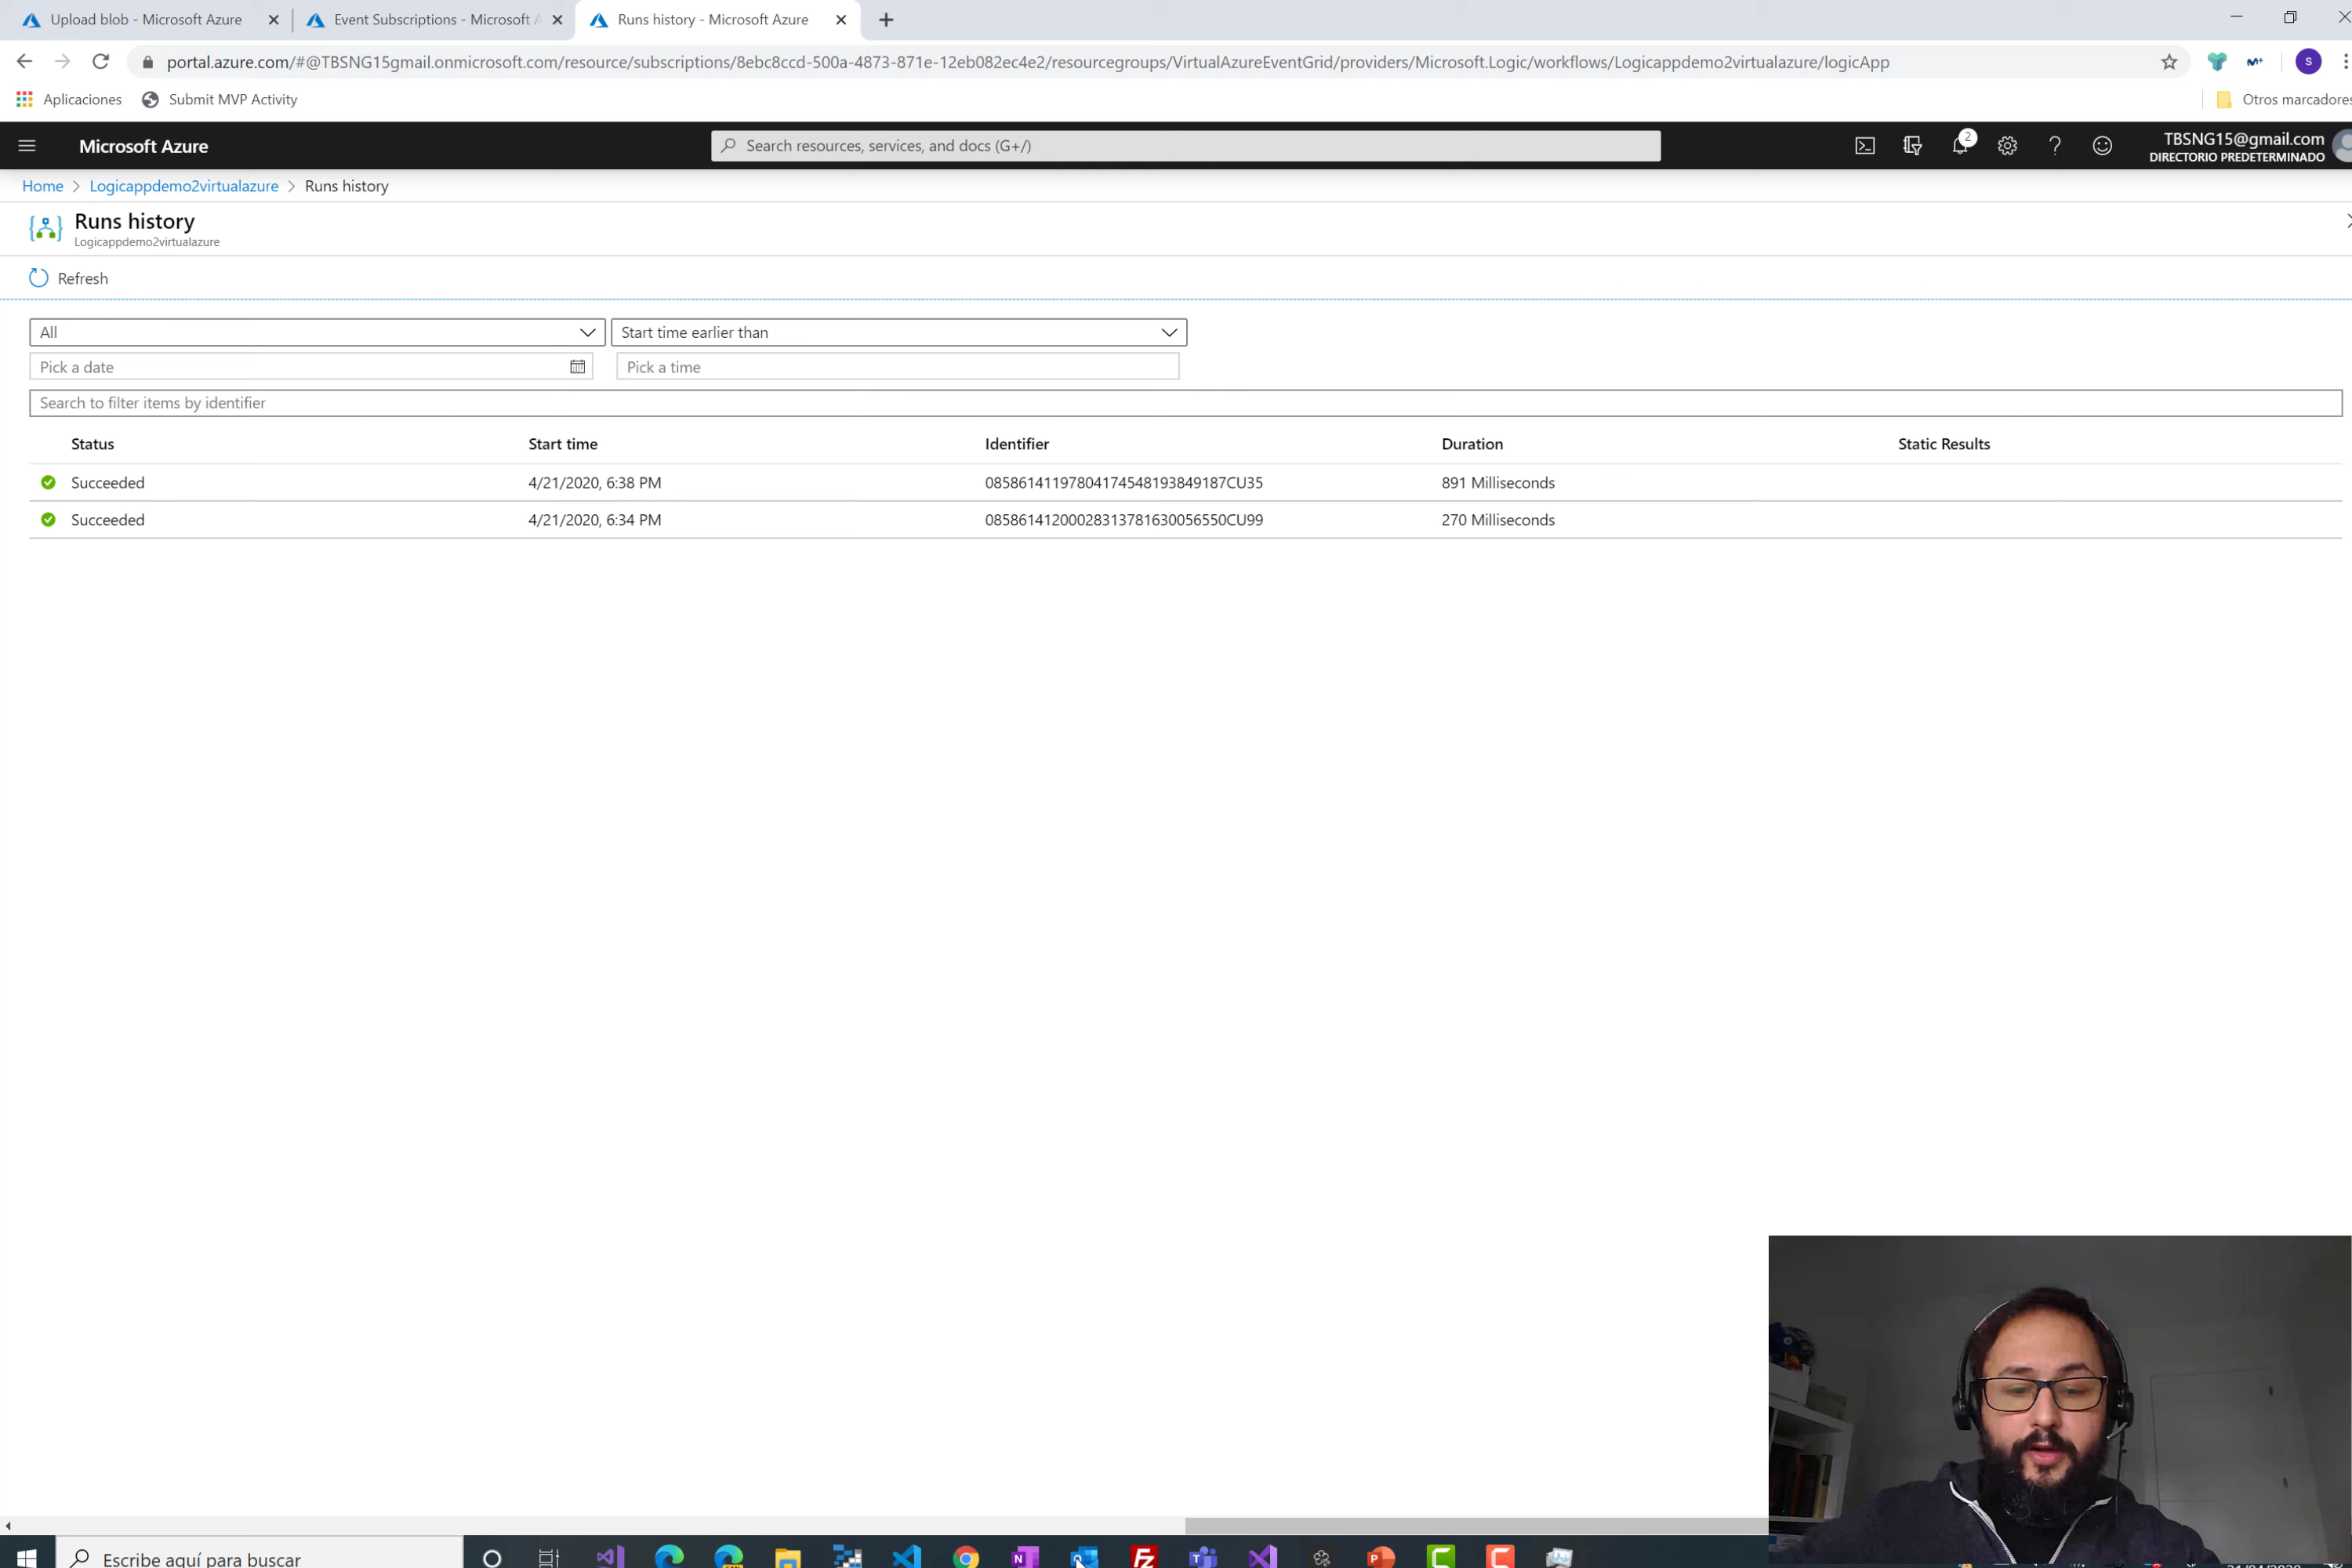 Upload blob - Microsoft Azure
Event Subscriptions - Microsoft A
Runs history - Microsoft Azure
portal.azure.com/#@TBSNG15gmail.onmicrosoft.com/resource/subscriptions/8ebc8ccd-500a-4873-871e-12eb082ec4e2/resourcegroups/VirtualAzureEventGrid/providers/Microsoft.Logic/workflows/Logicappdemo2virtualazure/logicApp
S
Aplicaciones
Submit MVP Activity
Otros marcadores
Microsoft Azure
Search resources, services, and docs (G+/)
2
TBSNG15@gmail.com
DIRECTORIO PREDETERMINADO
Home > Logicappdemo2virtualazure > Runs history
Runs history
Logicappdemo2virtualazure
Refresh
All
Start time earlier than
Pick a date
Pick a time
Search to filter items by identifier
Status Start time Identifier Duration Static Results
Succeeded 4/21/2020, 6:38 PM 08586141197804174548193849187CU35 891 Milliseconds
Succeeded 4/21/2020, 6:34 PM 08586141200028313781630056550CU99 270 Milliseconds
Escribe aquí para buscar